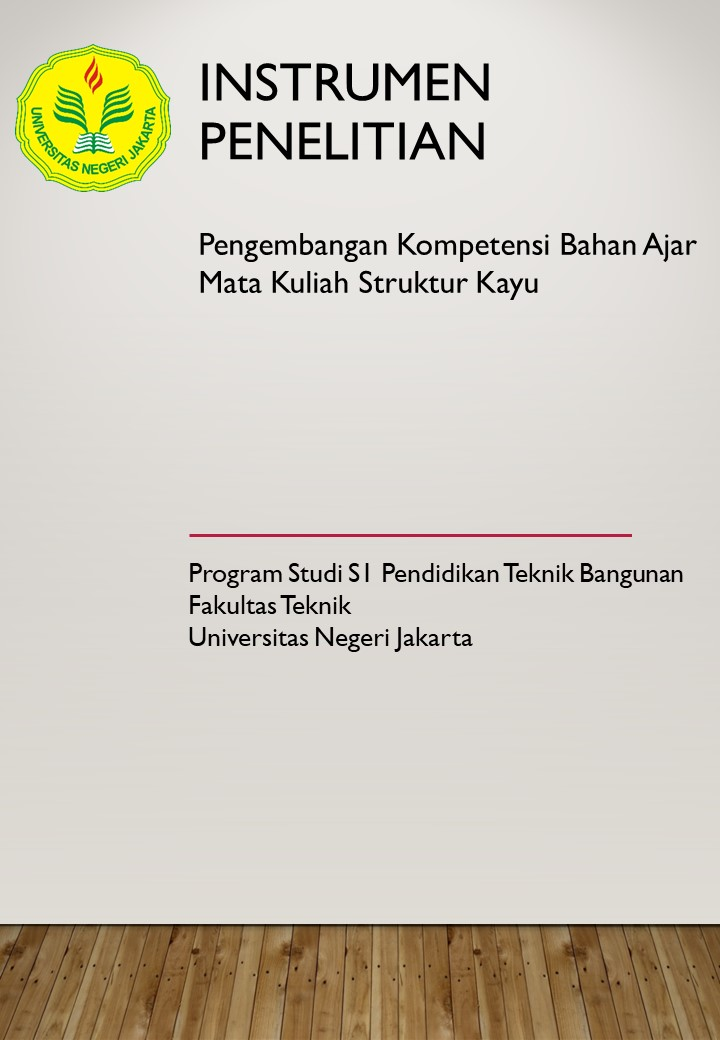 UNIVERSITAS NEGERI JAKARTA
INSTRUMEN
PENELITIAN
Pengembangan Kompetensi Bahan Ajar
Mata Kuliah Struktur Kayu
Program Studi S1 Pendidikan Teknik Bangunan
Fakultas Teknik
Universitas Negeri Jakarta